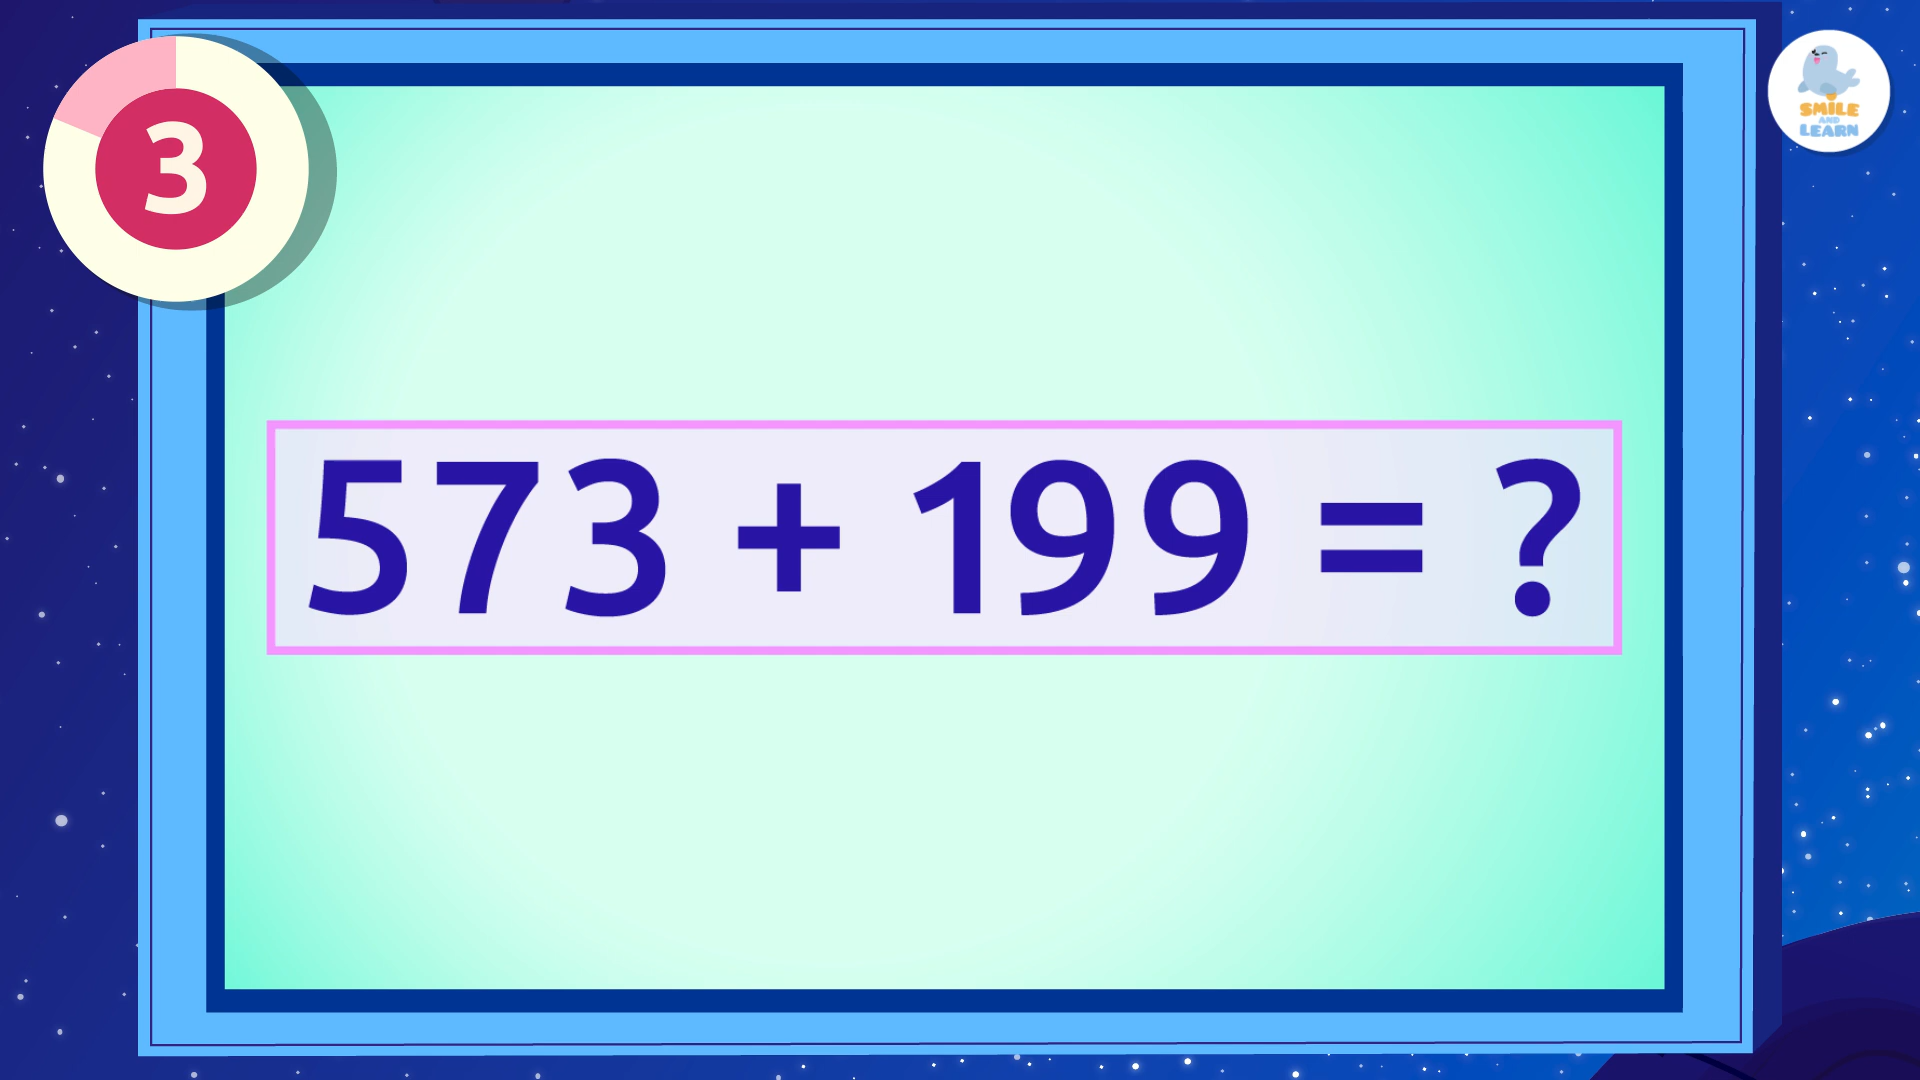 3
SMILE
AND
LEARN
573 + 199 = ?